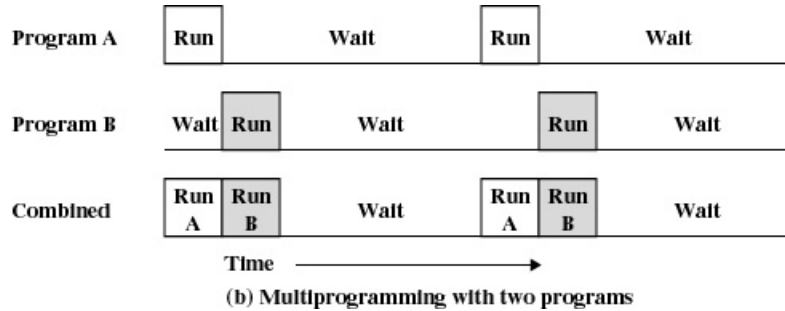 Program A Run Wait Run Wait
Program B Wait Run Wait Run Wait
Combined Run A Run B Wait Run A Run B Wait
Time
(b) Multiprogramming with two programs